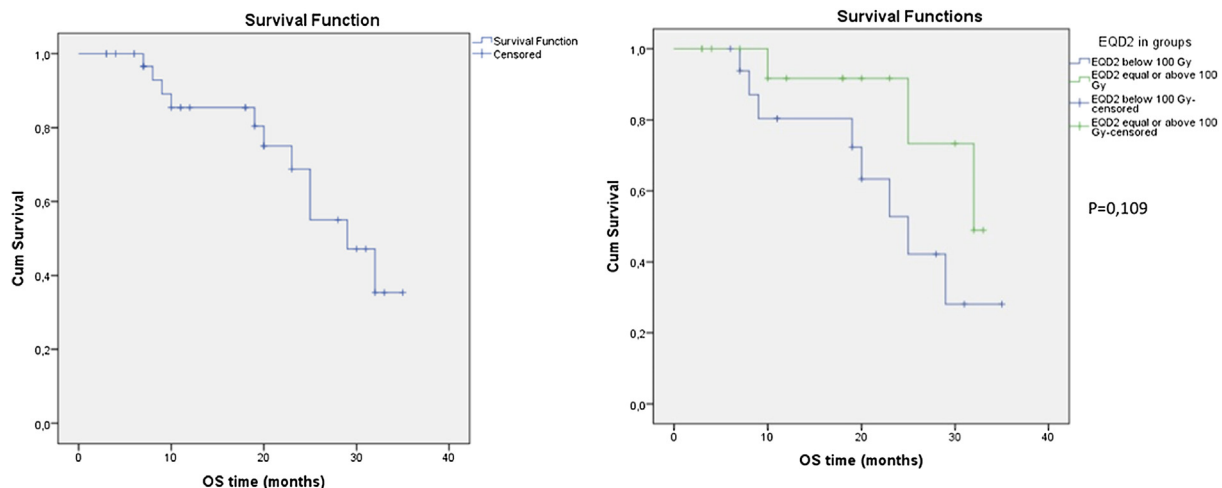 Survival Function
Survival Function
Censored
1,0
0,8
0,6
0,4
0,2
0,0
Cum Survival
0 10 20 30 40
OS time (months)
Survival Functions
EQD2 in groups
EQD2 below 100 Gy
EQD2 equal or above 100
Gy
EQD2 below 100 Gy-
censored
EQD2 equal or above 100
Gy-censored
P=0,109
1,0
0,8
0,6
0,4
0,2
0,0
Cum Survival
0 10 20 30 40
OS time (months)